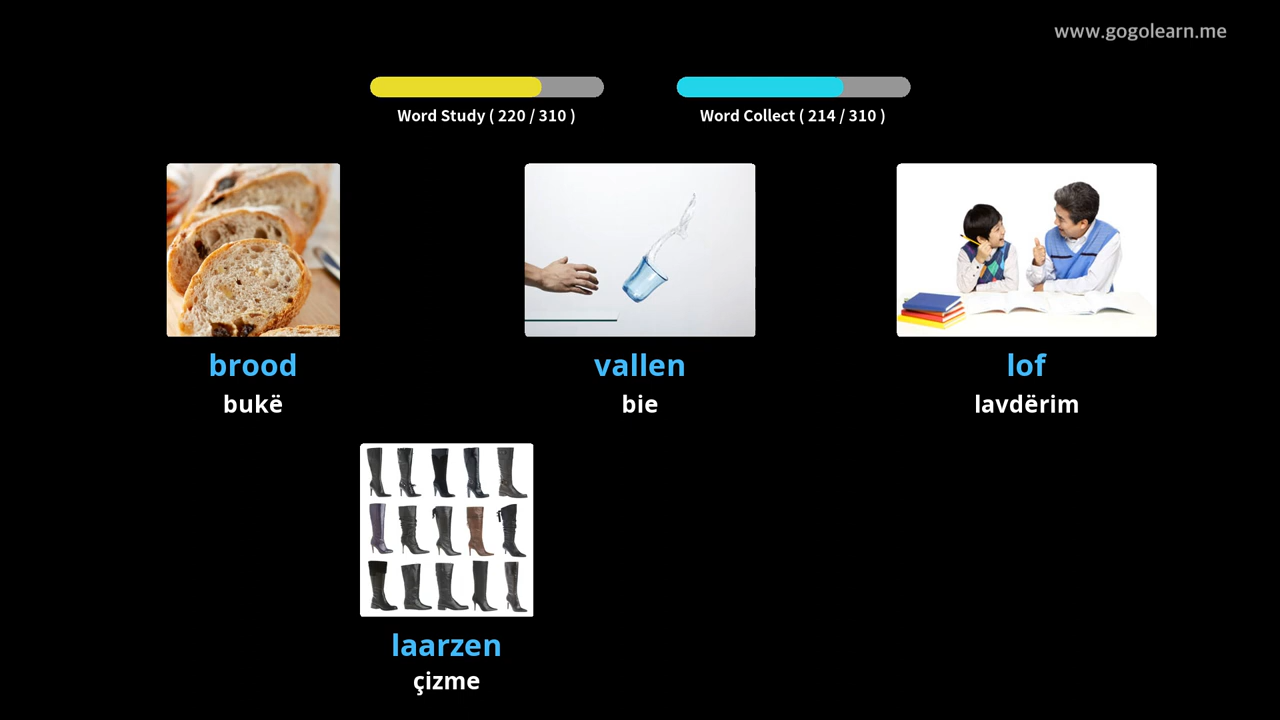 www.gogolearn.me
Word Study ( 220 / 310 )
Word Collect ( 214 / 310 )
brood
bukë
vallen
bie
lof
lavdërim
laarzen
çizme